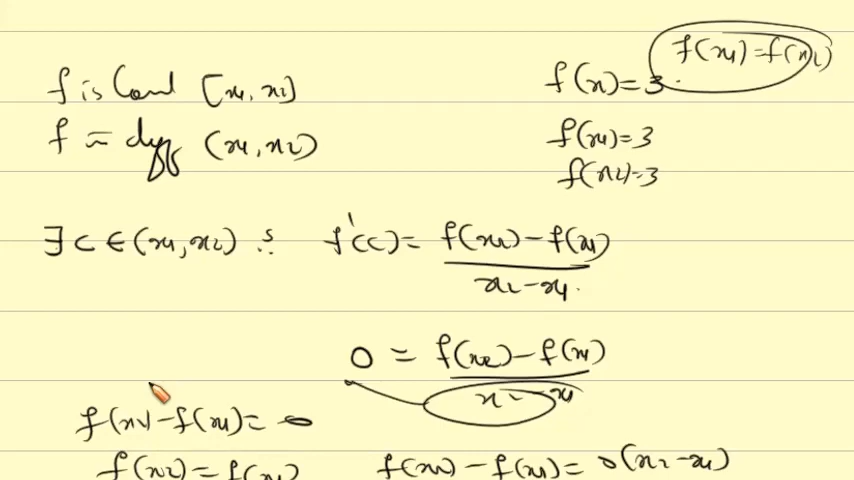 f(x1)=f(x2)
f is Cont [x1, x2]
f(x)=3.
f ≈ diff (x1, x2)
f(x1)=3
f(x2)=3
∃ c ∈ (x1, x2) s.t. f'(c) = f(x2) - f(x1) / x2 - x1.
0 = f(x2) - f(x1) / x2 - x1
f(x2) - f(x1) = 0
f(x2) = f(x1)
f(x2) - f(x1) = 0(x2 - x1)